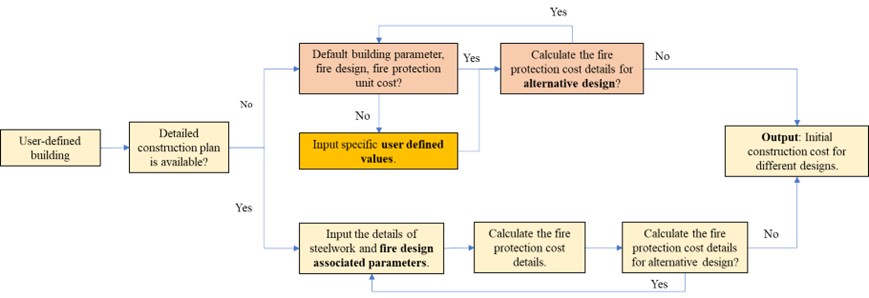 Yes
Default building parameter,
fire design, fire protection
unit cost?
Yes
Calculate the fire
protection cost details for
alternative design?
No
No
No
User-defined
building
Detailed
construction plan
is available?
Input specific user defined
values.
Output: Initial
construction cost for
different designs.
Yes
Input the details of
steelwork and fire design
associated parameters.
Calculate the fire
protection cost
details.
Calculate the fire
protection cost details
for alternative design?
No
Yes